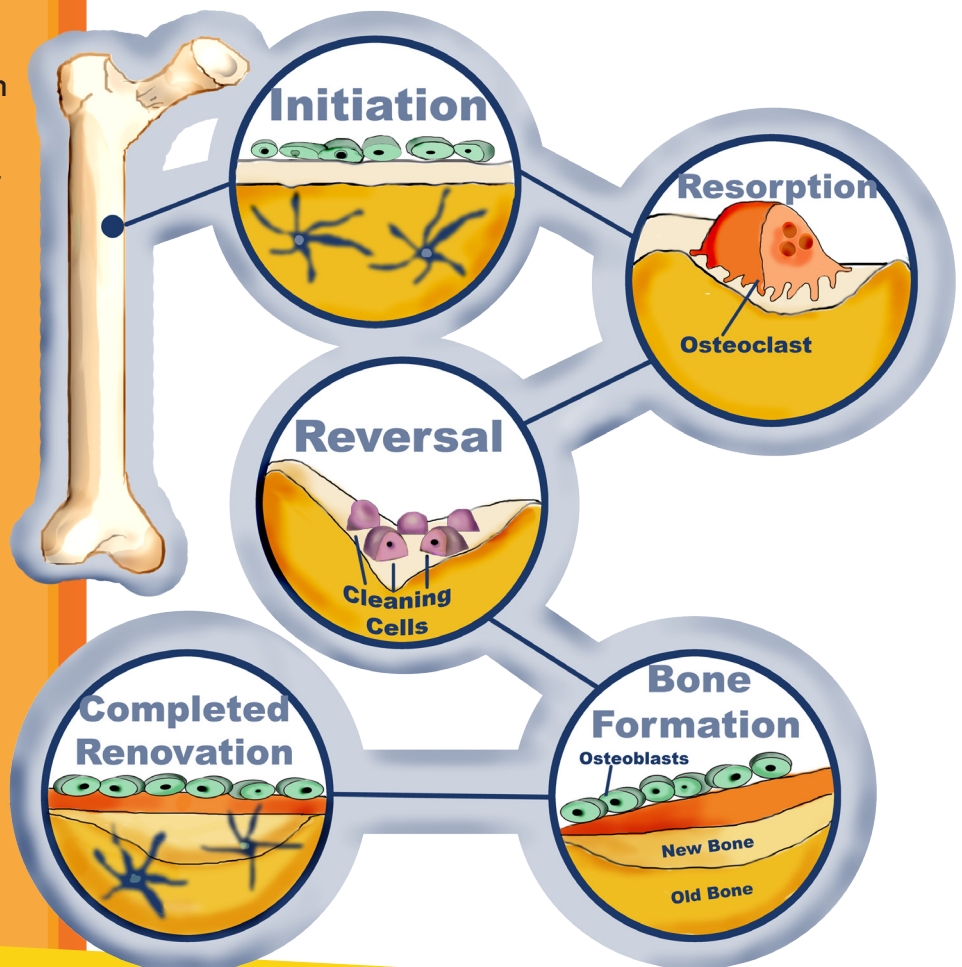 Initiation
Resorption
Osteoclast
Reversal
Cleaning
Cells
Bone
Formation
Osteoblasts
New Bone
Old Bone
Completed
Renovation